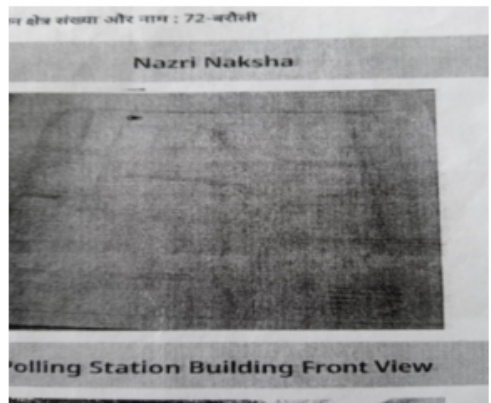 न क्षेत्र संख्या और नाम : 72-बरौली
Nazri Naksha
Polling Station Building Front View